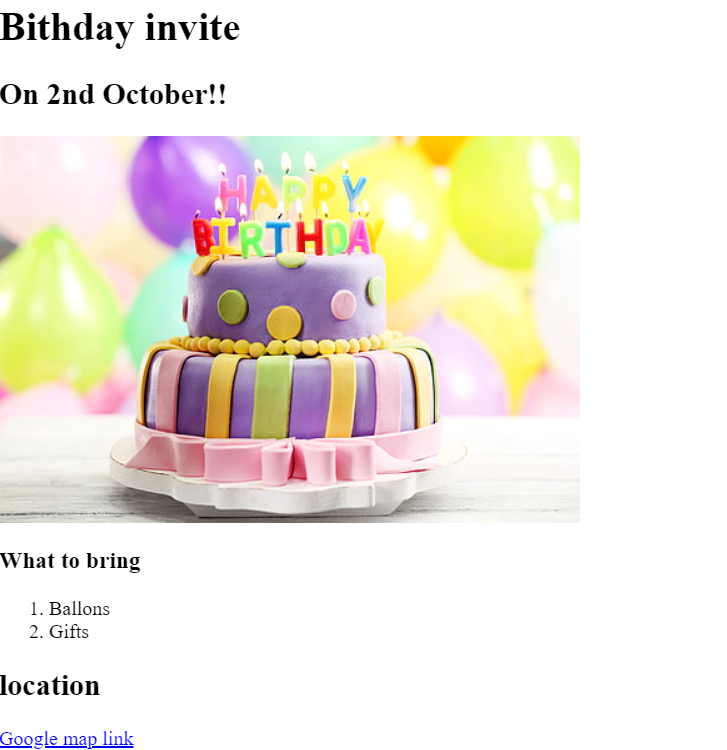 Bithday invite
On 2nd October!!
HAPPY
BIRTHDAY
What to bring
1. Ballons
2. Gifts
location
Google map link